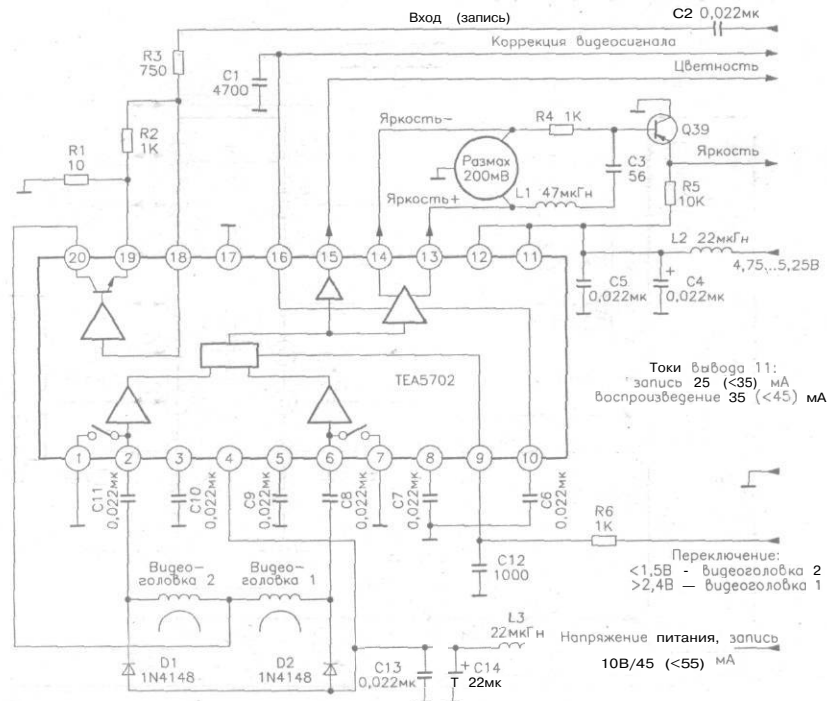 Вход (запись)
C2 0,022мк
Коррекция видеосигнала
R3
750
C1
4700
Цветность
R2
1K
Яркость-
R4 1K
Q39
R1
10
Размах
200мВ
C3
56
Яркость
Яркость+
L1 47мкГн
R5
10K
L2 22мкГн
4,75...5,25В
20
19
18
17
16
15
14
13
12
11
C5
0,022мк
+
C4
0,022мк
TEA5702
Токи вывода 11:
запись 25 (<35) мА
воспроизведение 35 (<45) мА
1
2
3
4
5
6
7
8
9
10
C11
0,022мк
C10
0,022мк
C9
0,022мк
C8
0,022мк
C7
0,022мк
C6
0,022мк
R6
1K
C12
1000
Переключение:
<1,5В - видеоголовка 2
>2,4В — видеоголовка 1
Видео-
головка 2
Видео-
головка 1
L3
22мкГн
Напряжение питания, запись
10В/45 (<55) мА
D1
1N4148
D2
1N4148
C13
0,022мк
+
C14
Т 22мк